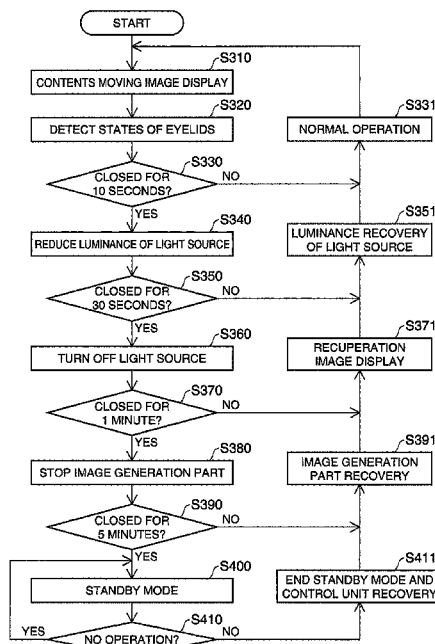 START
S310
CONTENTS MOVING IMAGE DISPLAY
S320
S331
DETECT STATES OF EYELIDS
NORMAL OPERATION
S330
CLOSED FOR
10 SECONDS?
NO
YES
S340
S351
REDUCE LUMINANCE OF LIGHT SOURCE
LUMINANCE RECOVERY
OF LIGHT SOURCE
S350
CLOSED FOR
30 SECONDS?
NO
YES
S360
S371
TURN OFF LIGHT SOURCE
RECUPERATION
IMAGE DISPLAY
S370
CLOSED FOR
1 MINUTE?
NO
YES
S380
S391
STOP IMAGE GENERATION PART
IMAGE GENERATION
PART RECOVERY
S390
CLOSED FOR
5 MINUTES?
NO
YES
S400
S411
STANDBY MODE
END STANDBY MODE AND
CONTROL UNIT RECOVERY
S410
YES
NO OPERATION?
NO